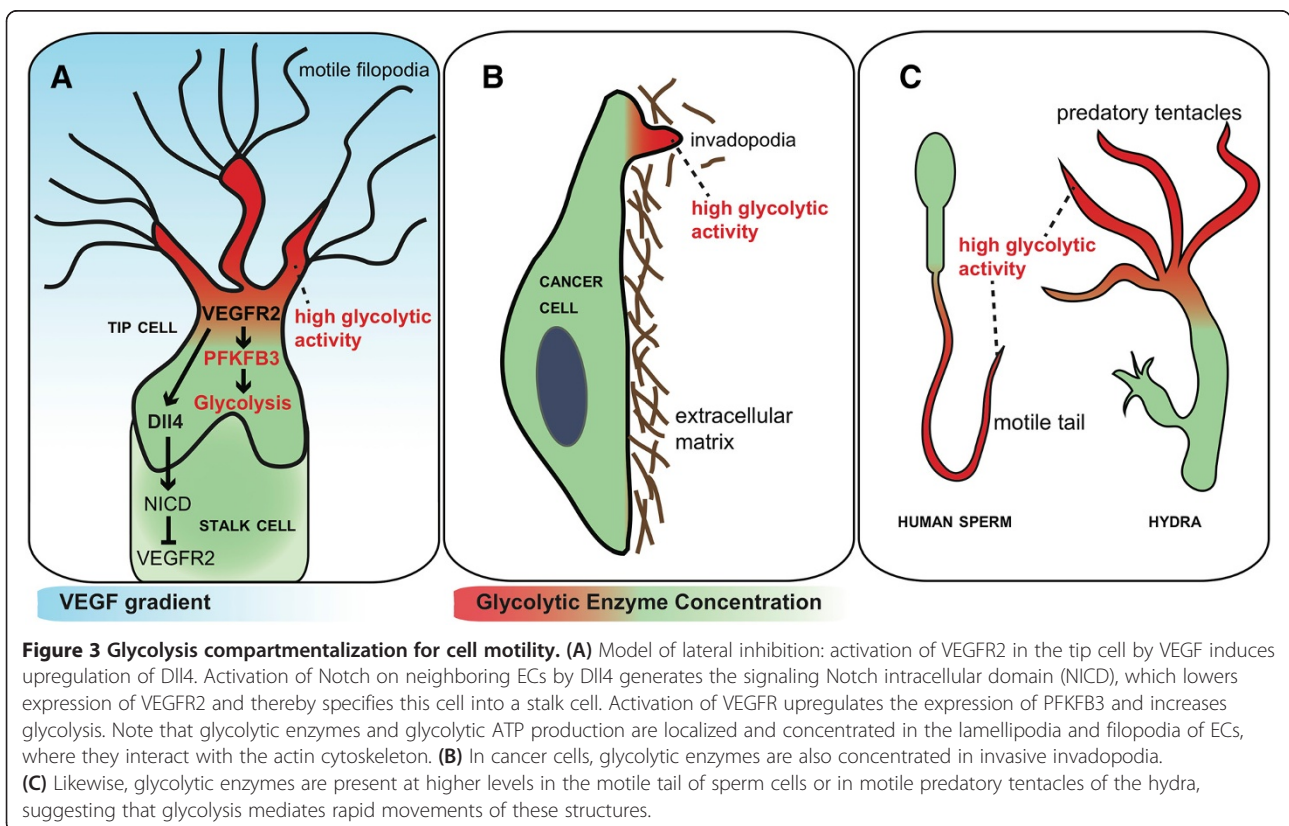 A
motile filopodia
TIP CELL
VEGFR2
high glycolytic
activity
PFKFB3
Glycolysis
Dll4
NICD
STALK CELL
VEGFR2
B
invadopodia
high glycolytic
activity
CANCER
CELL
extracellular
matrix
C
predatory tentacles
high glycolytic
activity
motile tail
HUMAN SPERM
HYDRA
VEGF gradient
Glycolytic Enzyme Concentration
Figure 3 Glycolysis compartmentalization for cell motility. (A) Model of lateral inhibition: activation of VEGFR2 in the tip cell by VEGF induces
upregulation of Dll4. Activation of Notch on neighboring ECs by Dll4 generates the signaling Notch intracellular domain (NICD), which lowers
expression of VEGFR2 and thereby specifies this cell into a stalk cell. Activation of VEGFR upregulates the expression of PFKFB3 and increases
glycolysis. Note that glycolytic enzymes and glycolytic ATP production are localized and concentrated in the lamellipodia and filopodia of ECs,
where they interact with the actin cytoskeleton. (B) In cancer cells, glycolytic enzymes are also concentrated in invasive invadopodia.
(C) Likewise, glycolytic enzymes are present at higher levels in the motile tail of sperm cells or in motile predatory tentacles of the hydra,
suggesting that glycolysis mediates rapid movements of these structures.